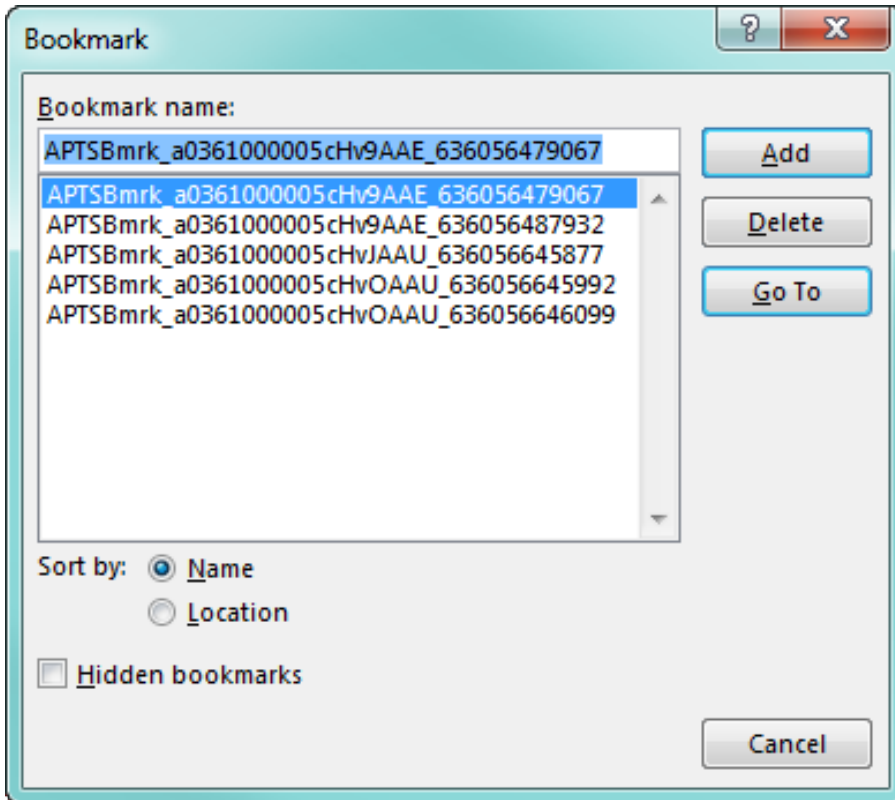 Bookmark
?
Bookmark name:
APTSBmrk_a0361000005cHv9AAE_636056479067
Add
APTSBmrk_a0361000005cHv9AAE_636056479067
APTSBmrk_a0361000005cHv9AAE_636056487932
Delete
APTSBmrk_a0361000005cHvJAAU_636056645877
APTSBmrk_a0361000005cHvOAAU_636056645992
Go To
APTSBmrk_a0361000005cHvOAAU_636056646099
Sort by:
Name
Location
Hidden bookmarks
Cancel